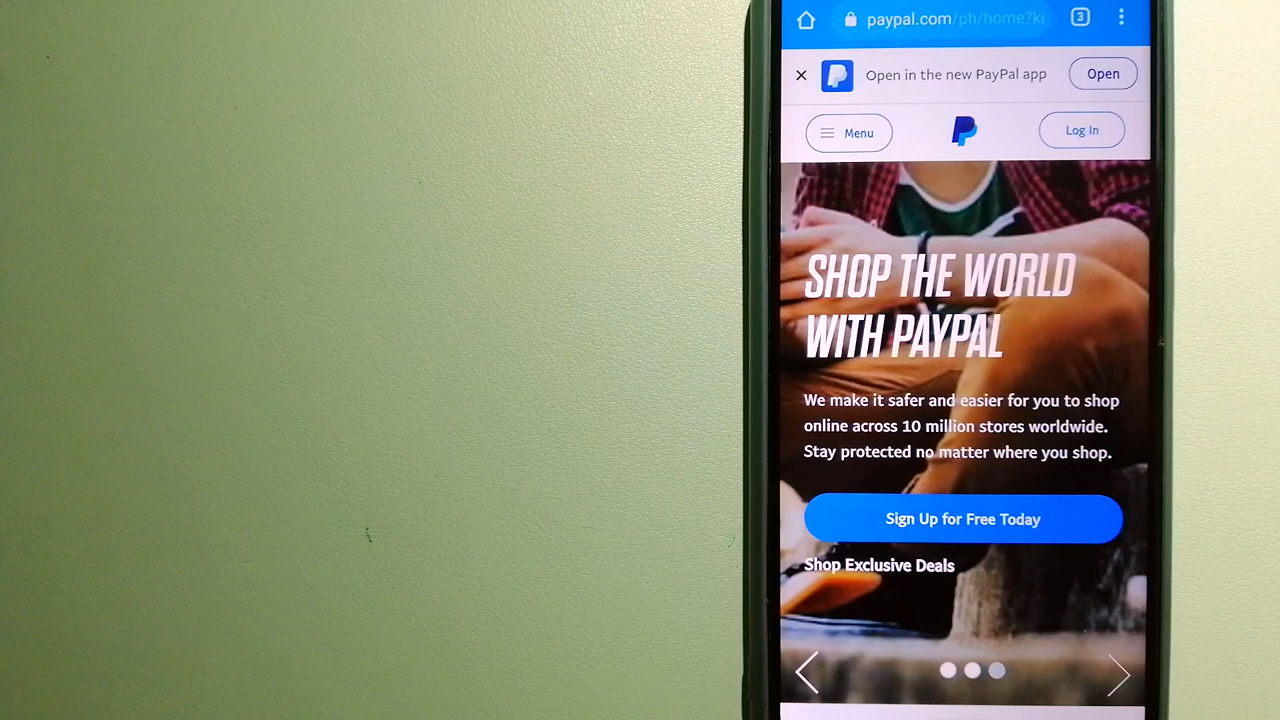 paypal.com/ph/home?ki
3
Open in the new PayPal app
Open
Menu
Log In
SHOP THE WORLD
WITH PAYPAL
We make it safer and easier for you to shop
online across 10 million stores worldwide.
Stay protected no matter where you shop.
Sign Up for Free Today
Shop Exclusive Deals